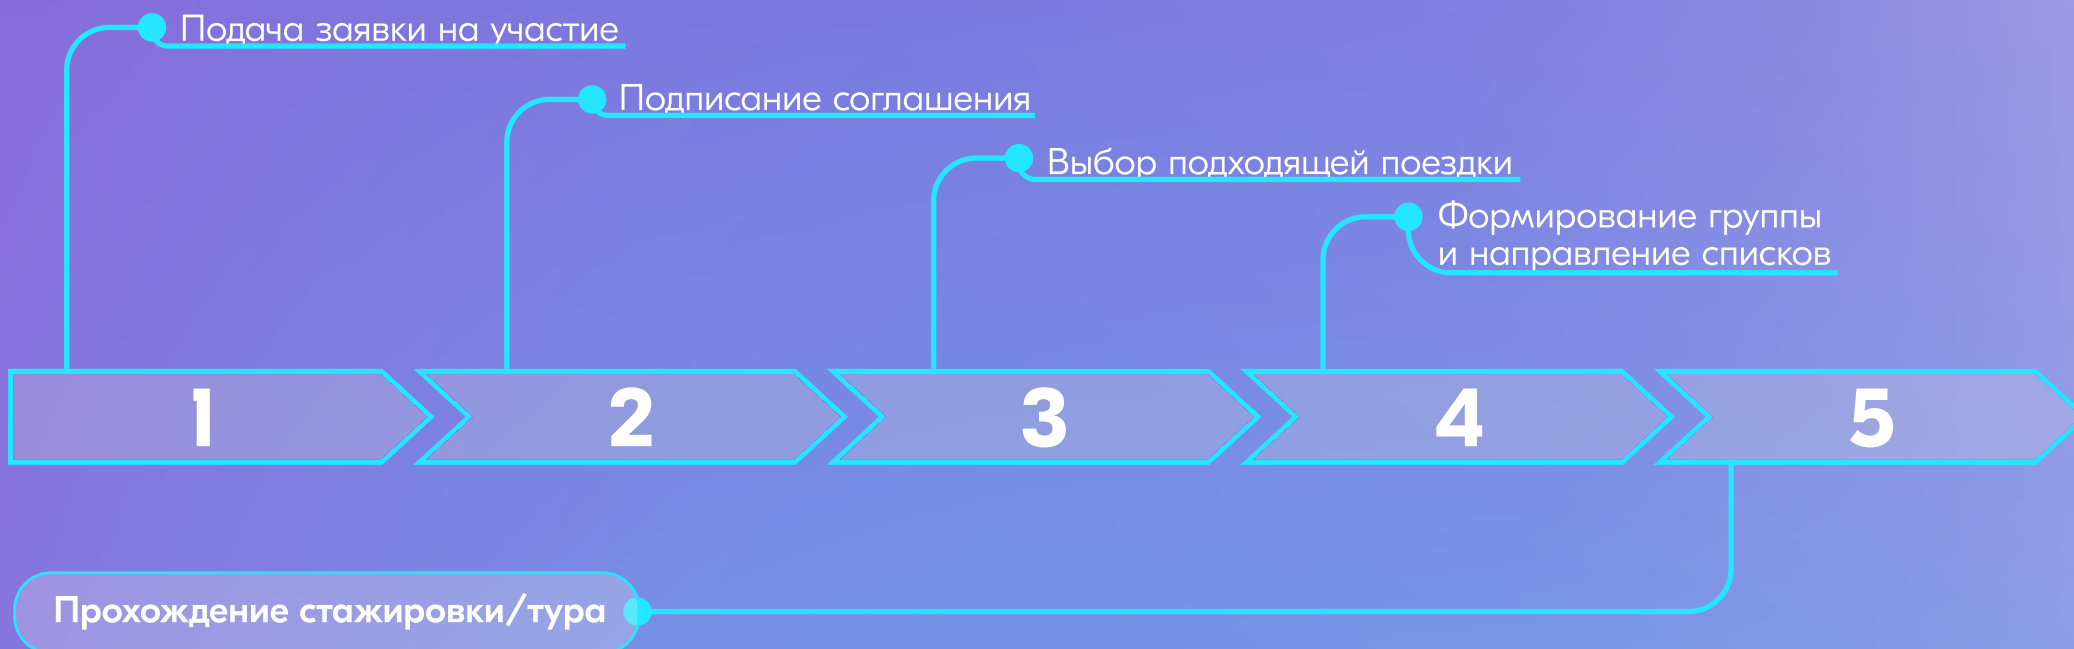 Подача заявки на участие
Подписание соглашения
Выбор подходящей поездки
Формирование группы
и направление списков
1
2
3
4
5
Прохождение стажировки/тура